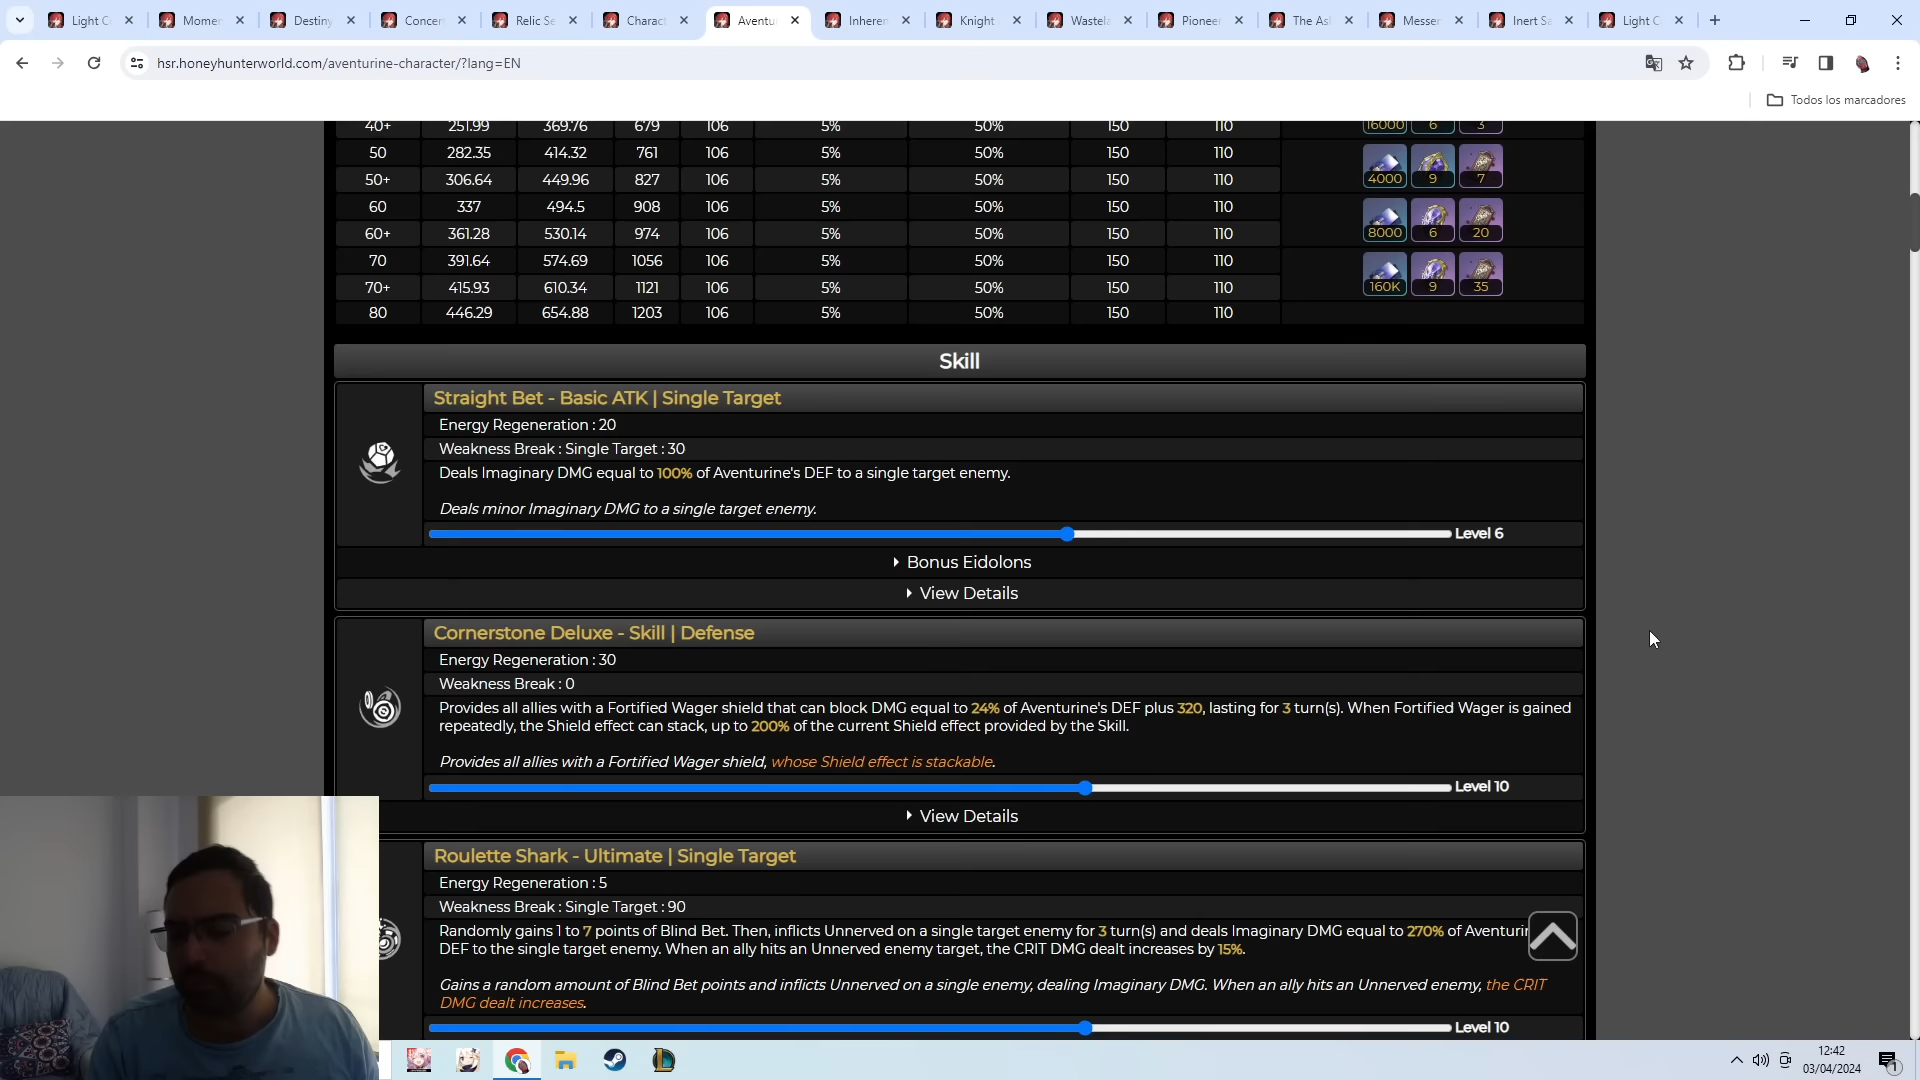 Light C
Momen
Destiny
Concer
Relic Se
Charact
Aventu
Inheren
Knight
Wastela
Pioneer
The Ash
Messen
Inert Sa
Light C
hsr.honeyhunterworld.com/aventurine-character/?lang=EN
Todos los marcadores
40+ 251.99 369.76 679 106 5% 50% 150 110 16000 6 3
50 282.35 414.32 761 106 5% 50% 150 110
50+ 306.64 449.96 827 106 5% 50% 150 110 4000 9 7
60 337 494.5 908 106 5% 50% 150 110
60+ 361.28 530.14 974 106 5% 50% 150 110 8000 6 20
70 391.64 574.69 1056 106 5% 50% 150 110
70+ 415.93 610.34 1121 106 5% 50% 150 110 160K 9 35
80 446.29 654.88 1203 106 5% 50% 150 110
Skill
Straight Bet - Basic ATK | Single Target
Energy Regeneration : 20
Weakness Break : Single Target : 30
Deals Imaginary DMG equal to 100% of Aventurine's DEF to a single target enemy.
Deals minor Imaginary DMG to a single target enemy.
Level 6
Bonus Eidolons
View Details
Cornerstone Deluxe - Skill | Defense
Energy Regeneration : 30
Weakness Break : 0
Provides all allies with a Fortified Wager shield that can block DMG equal to 24% of Aventurine's DEF plus 320, lasting for 3 turn(s). When Fortified Wager is gained
repeatedly, the Shield effect can stack, up to 200% of the current Shield effect provided by the Skill.
Provides all allies with a Fortified Wager shield, whose Shield effect is stackable.
Level 10
View Details
Roulette Shark - Ultimate | Single Target
Energy Regeneration : 5
Weakness Break : Single Target : 90
Randomly gains 1 to 7 points of Blind Bet. Then, inflicts Unnerved on a single target enemy for 3 turn(s) and deals Imaginary DMG equal to 270% of Aventurin
DEF to the single target enemy. When an ally hits an Unnerved enemy target, the CRIT DMG dealt increases by 15%.
Gains a random amount of Blind Bet points and inflicts Unnerved on a single enemy, dealing Imaginary DMG. When an ally hits an Unnerved enemy, the CRIT
DMG dealt increases.
Level 10
12:42
03/04/2024
1